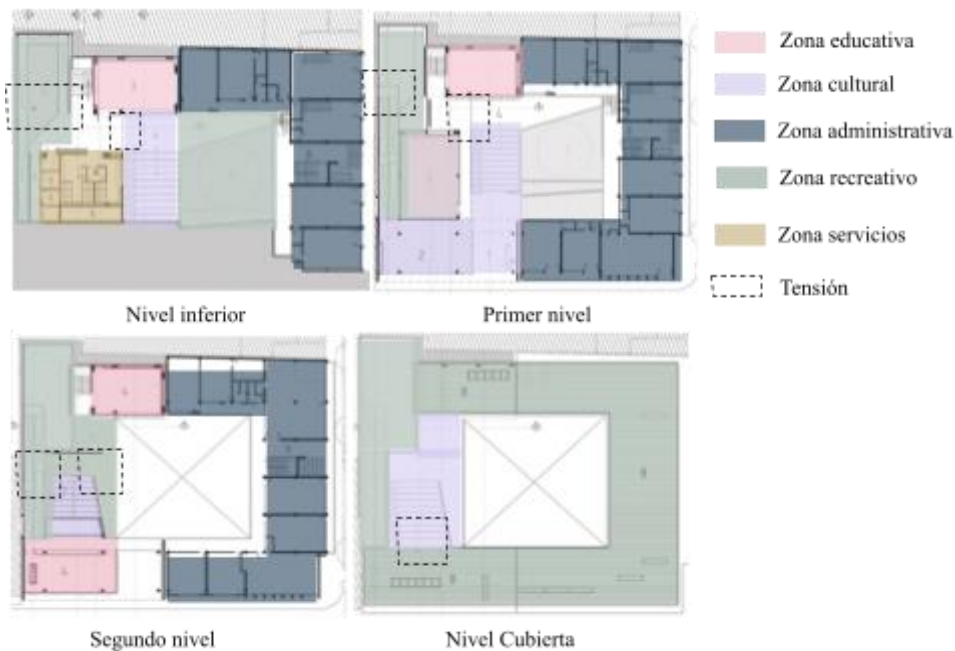 Zona educativa
Zona cultural
Zona administrativa
Zona recreativo
Zona servicios
Tensión
Nivel inferior
Primer nivel
Segundo nivel
Nivel Cubierta